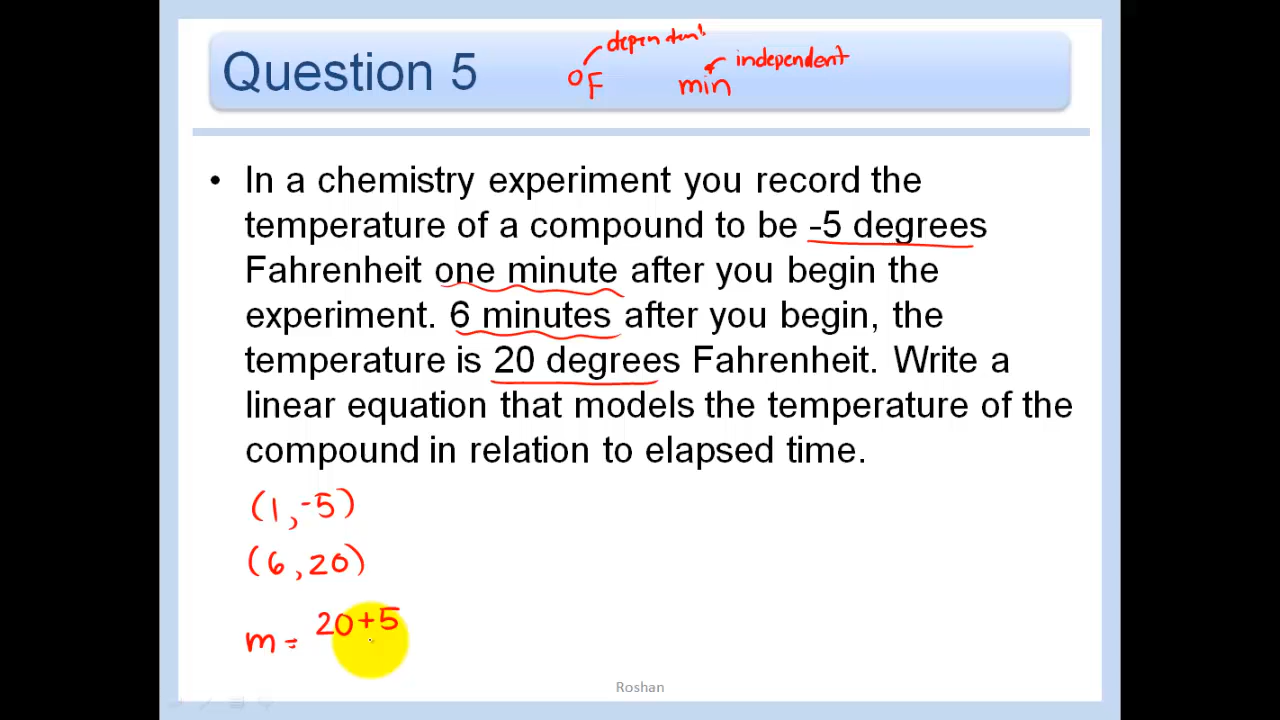 dependent
Question 5 °F min independent
• In a chemistry experiment you record the
temperature of a compound to be -5 degrees
Fahrenheit one minute after you begin the
experiment. 6 minutes after you begin, the
temperature is 20 degrees Fahrenheit. Write a
linear equation that models the temperature of the
compound in relation to elapsed time.
(1, -5)
(6, 20)
m = 20+5
Roshan